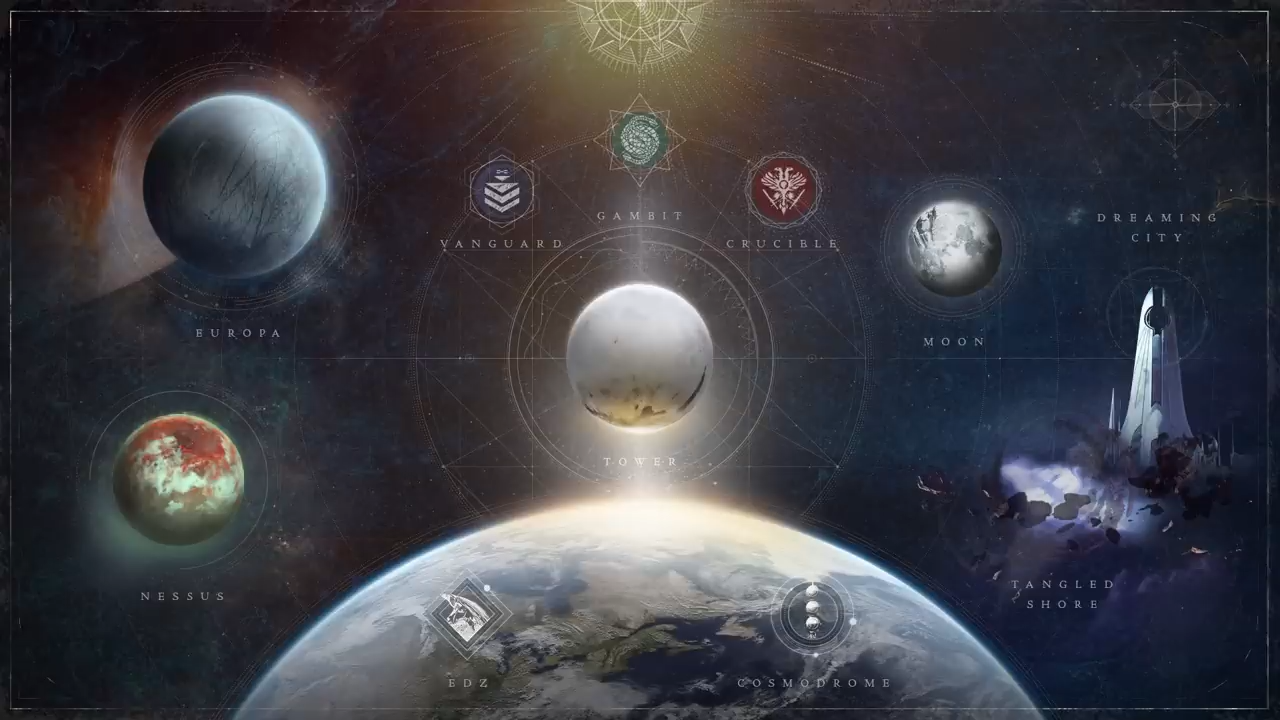 GAMBIT
VANGUARD
CRUCIBLE
DREAMING
CITY
EUROPA
MOON
TOWER
NESSUS
TANGLED
SHORE
EDZ
COSMODROME